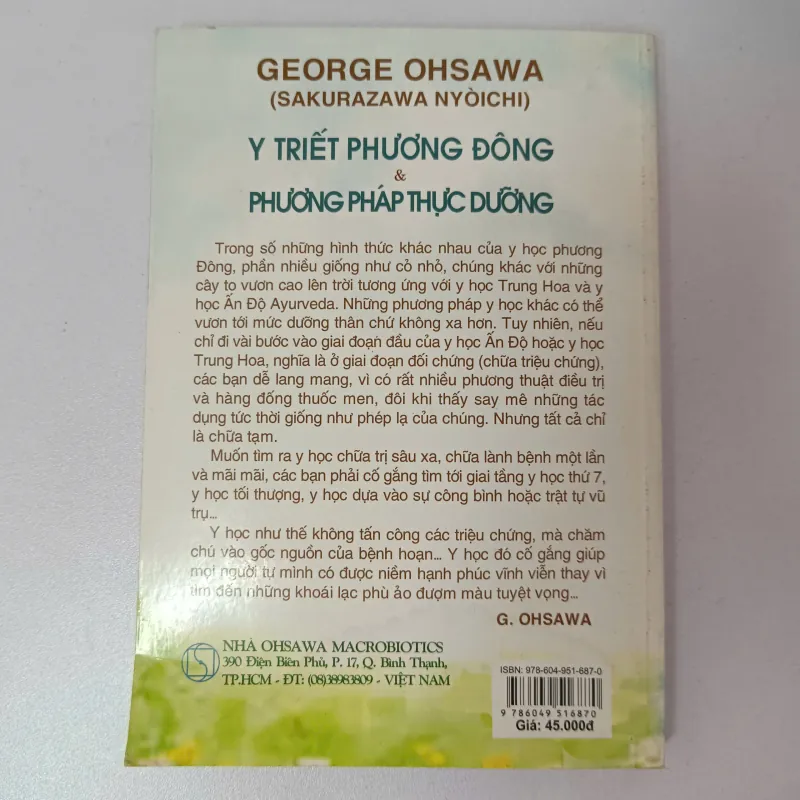 GEORGE OHSAWA
(SAKURAZAWA NYÒICHI)
Y TRIẾT PHƯƠNG ĐÔNG
&
PHƯƠNG PHÁP THỰC DƯỠNG
Trong số những hình thức khác nhau của y học phương
Đông, phần nhiều giống như cỏ nhỏ, chúng khác với những
cây to vươn cao lên trời tương ứng với y học Trung Hoa và y
học Ấn Độ Ayurveda. Những phương pháp y học khác có thể
vươn tới mức dưỡng thân chứ không xa hơn. Tuy nhiên, nếu
chỉ đi vài bước vào giai đoạn đầu của y học Ấn Độ hoặc y học
Trung Hoa, nghĩa là ở giai đoạn đối chứng (chữa triệu chứng),
các bạn dễ lang mang, vì có rất nhiều phương thuật điều trị
và hàng đống thuốc men, đôi khi thấy say mê những tác
dụng tức thời giống như phép lạ của chúng. Nhưng tất cả chỉ
là chữa tạm.
Muốn tìm ra y học chữa trị sâu xa, chữa lành bệnh một lần
và mãi mãi, các bạn phải cố gắng tìm tới giai tầng y học thứ 7,
y học tối thượng, y học dựa vào sự công bình hoặc trật tự vũ
trụ...
Y học như thế không tấn công các triệu chứng, mà chăm
chú vào gốc nguồn của bệnh hoạn... Y học đó cố gắng giúp
mọi người tự mình có được niềm hạnh phúc vĩnh viễn thay vì
tìm đến những khoái lạc phù ảo đượm màu tuyệt vọng...
G. OHSAWA
NHÀ OHSAWA MACROBIOTICS
390 Điện Biên Phủ, P. 17, Q. Bình Thạnh,
TP.HCM - ĐT: (08)38983809 - VIỆT NAM
ISBN: 978-604-951-687-0
9 786049 516870
Giá: 45.000đ